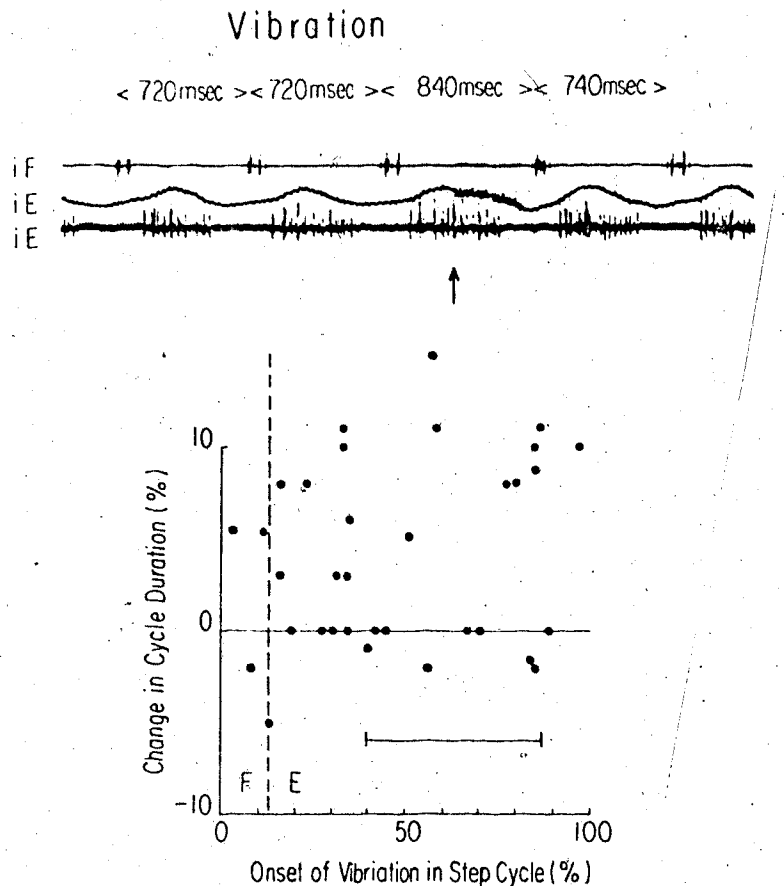 Vibration
< 720msec >< 720msec >< 840msec >< 740msec >
iF
iE
iE
10
0
-10
Change in Cycle Duration (%)
F E
0 50 100
Onset of Vibriation in Step Cycle (%)